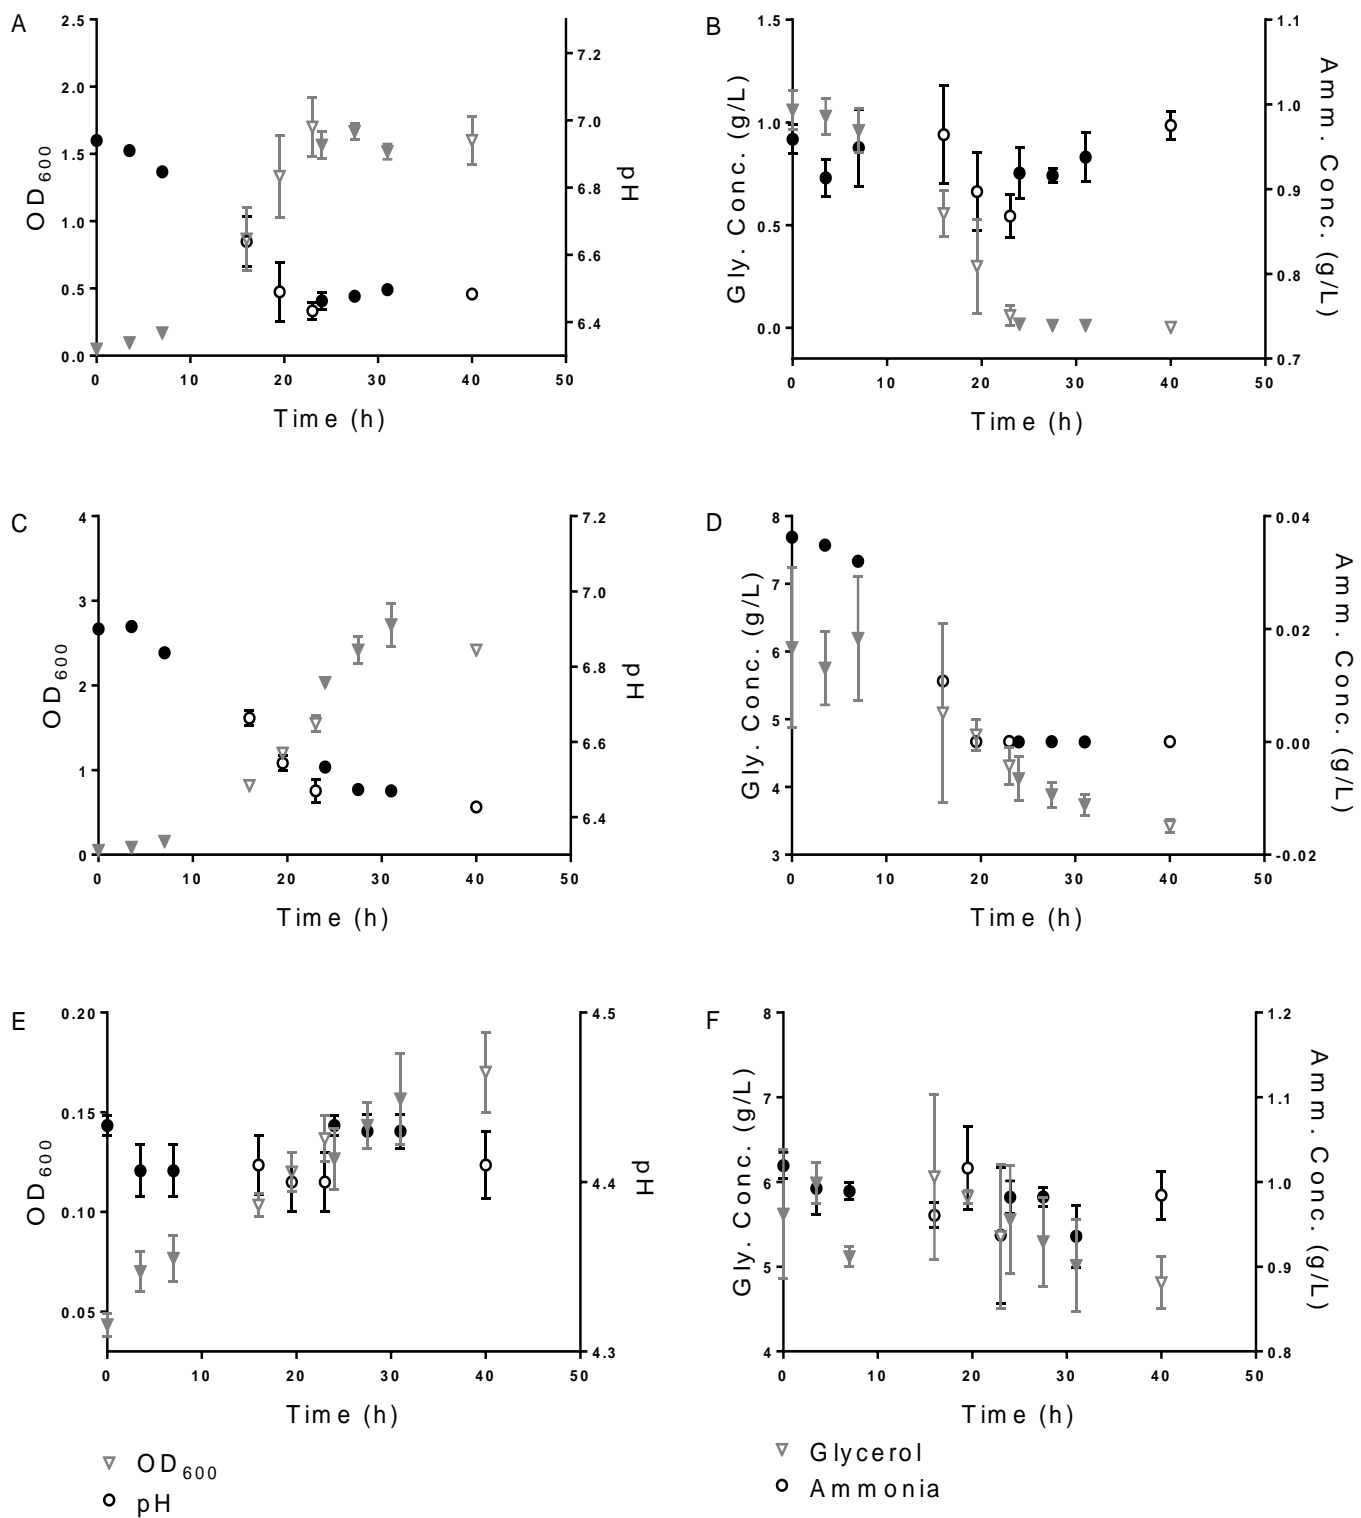 A
2.5
2.0
1.5
1.0
0.5
0.0
OD600
7.2
7.0
6.8
6.6
6.4
pH
0 10 20 30 40 50
Time (h)
B
1.5
1.0
0.5
0.0
Gly. Conc. (g/L)
1.1
1.0
0.9
0.8
0.7
Amm. Conc. (g/L)
0 10 20 30 40 50
Time (h)
C
4
3
2
1
0
OD600
7.2
7.0
6.8
6.6
6.4
pH
0 10 20 30 40 50
Time (h)
D
8
7
6
5
4
3
Gly. Conc. (g/L)
0.04
0.02
0.00
-0.02
Amm. Conc. (g/L)
0 10 20 30 40 50
Time (h)
E
0.20
0.15
0.10
0.05
OD600
4.5
4.4
4.3
pH
0 10 20 30 40 50
Time (h)
F
8
7
6
5
4
Gly. Conc. (g/L)
1.2
1.1
1.0
0.9
0.8
Amm. Conc. (g/L)
0 10 20 30 40 50
Time (h)
OD600
pH
Glycerol
Ammonia